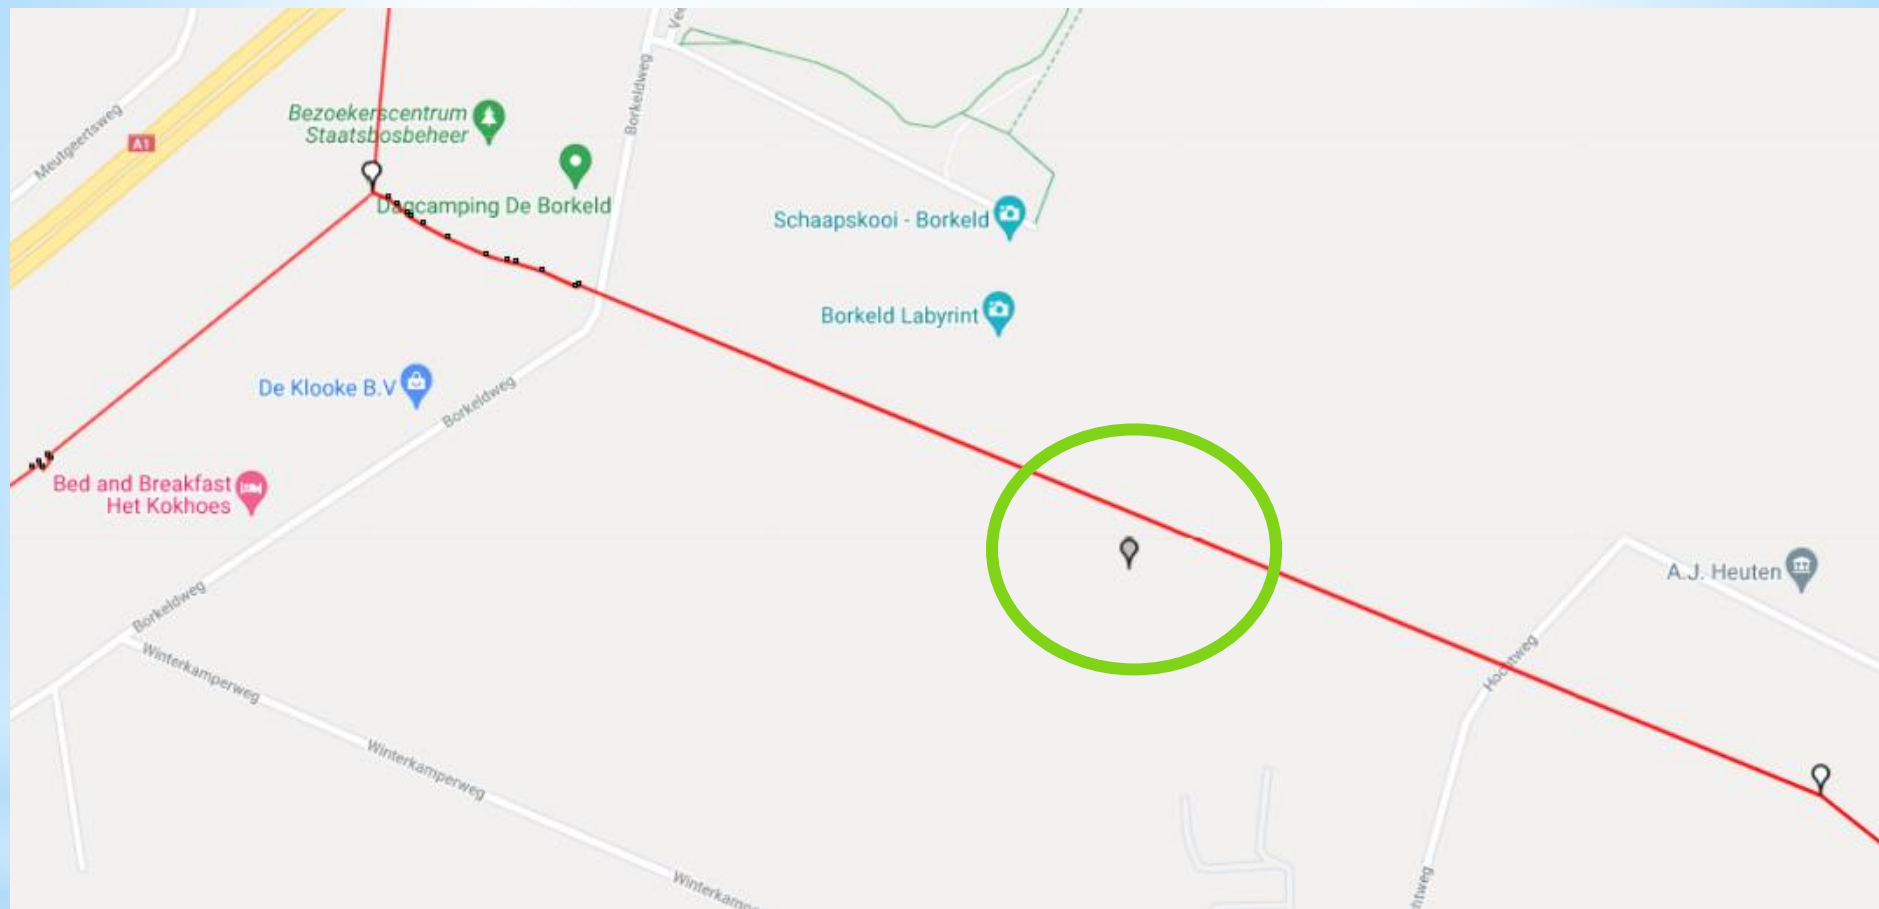 Meutgeertsweg
A1
Bezoekerscentrum
Staatsbosbeheer
Borkeldweg
Dagcamping De Borkeld
Schaapskooi - Borkeld
Borkeld Labyrint
De Klooke B.V
Borkeldweg
Bed and Breakfast
Het Kokhoes
A.J. Heuten
Borkeldweg
Winterkamperweg
Winterkamperweg